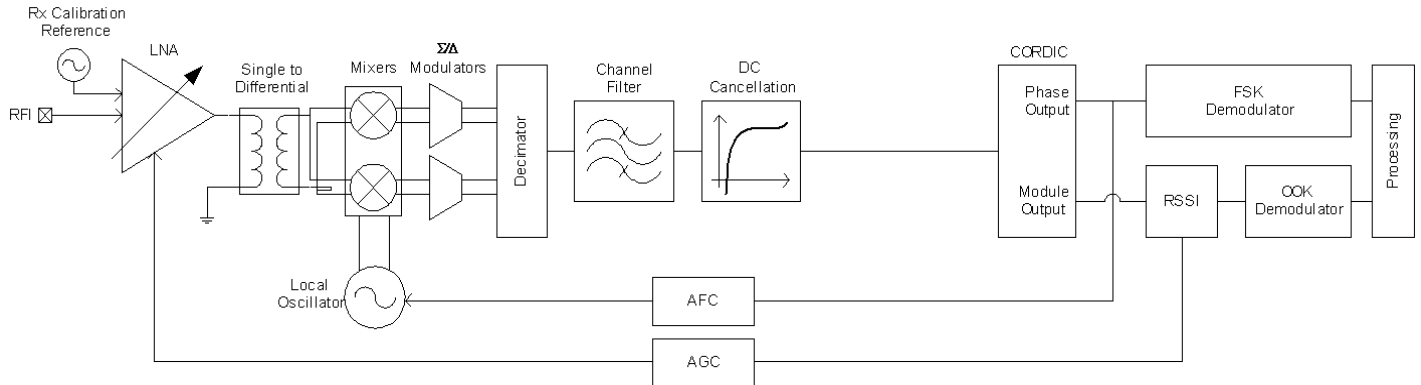 Rx Calibration
Reference
LNA
RFI
Single to
Differential
Mixers
Σ/Δ
Modulators
Decimator
Channel
Filter
DC
Cancellation
CORDIC
Phase
Output
Module
Output
FSK
Demodulator
RSSI
OOK
Demodulator
Processing
Local
Oscillator
AFC
AGC